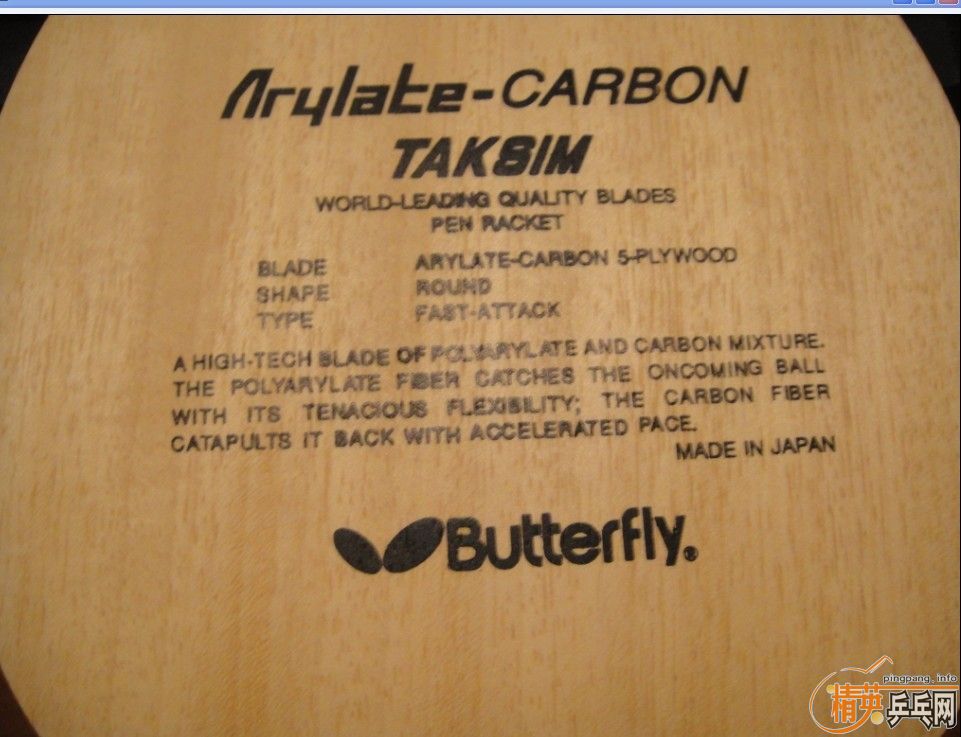 Arylate-CARBON
TAKSIM
WORLD-LEADING QUALITY BLADES
PEN RACKET
BLADE ARYLATE-CARBON 5-PLYWOOD
SHAPE ROUND
TYPE FAST-ATTACK
A HIGH-TECH BLADE OF POLYARYLATE AND CARBON MIXTURE.
THE POLYARYLATE FIBER CATCHES THE ONCOMING BALL
WITH ITS TENACIOUS FLEXIBILITY; THE CARBON FIBER
CATAPULTS IT BACK WITH ACCELERATED PACE.
MADE IN JAPAN
Butterfly®
pingpang.info
精英乒乓网